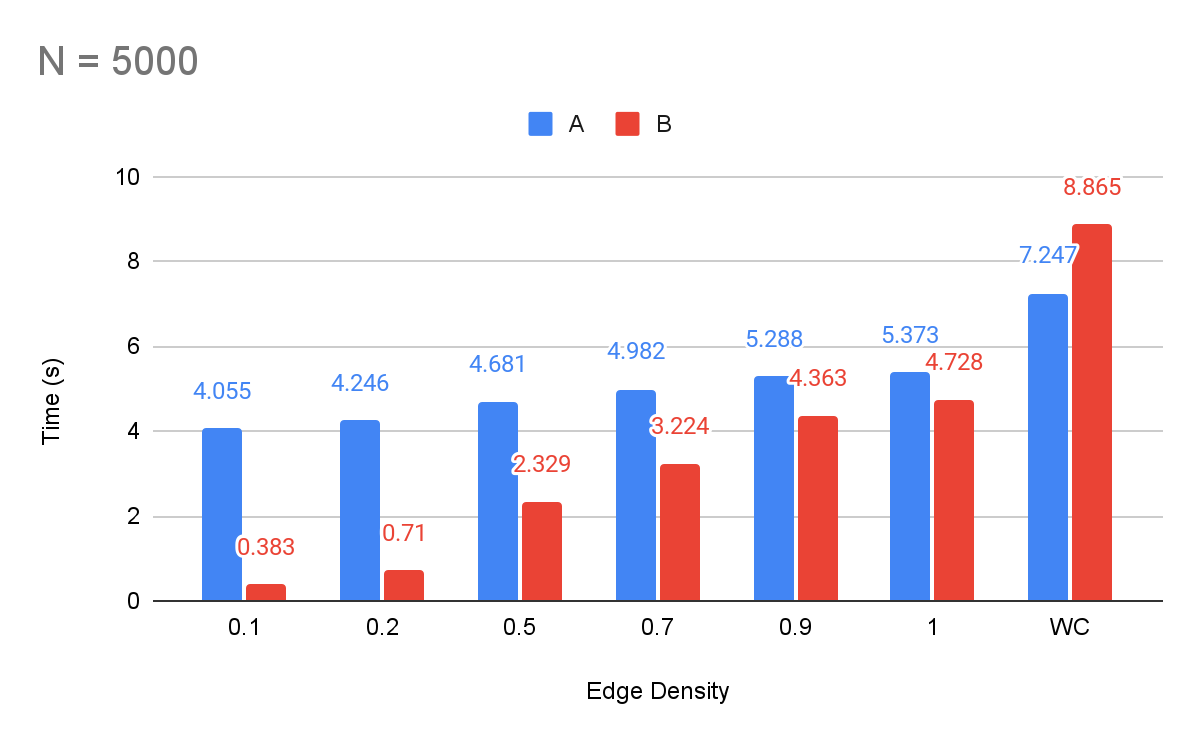 N = 5000
A B
10
8
6
4
2
0
Time (s)
4.055 0.383
4.246 0.71
4.681 2.329
4.982 3.224
5.288 4.363
5.373 4.728
7.247 8.865
0.1 0.2 0.5 0.7 0.9 1 WC
Edge Density